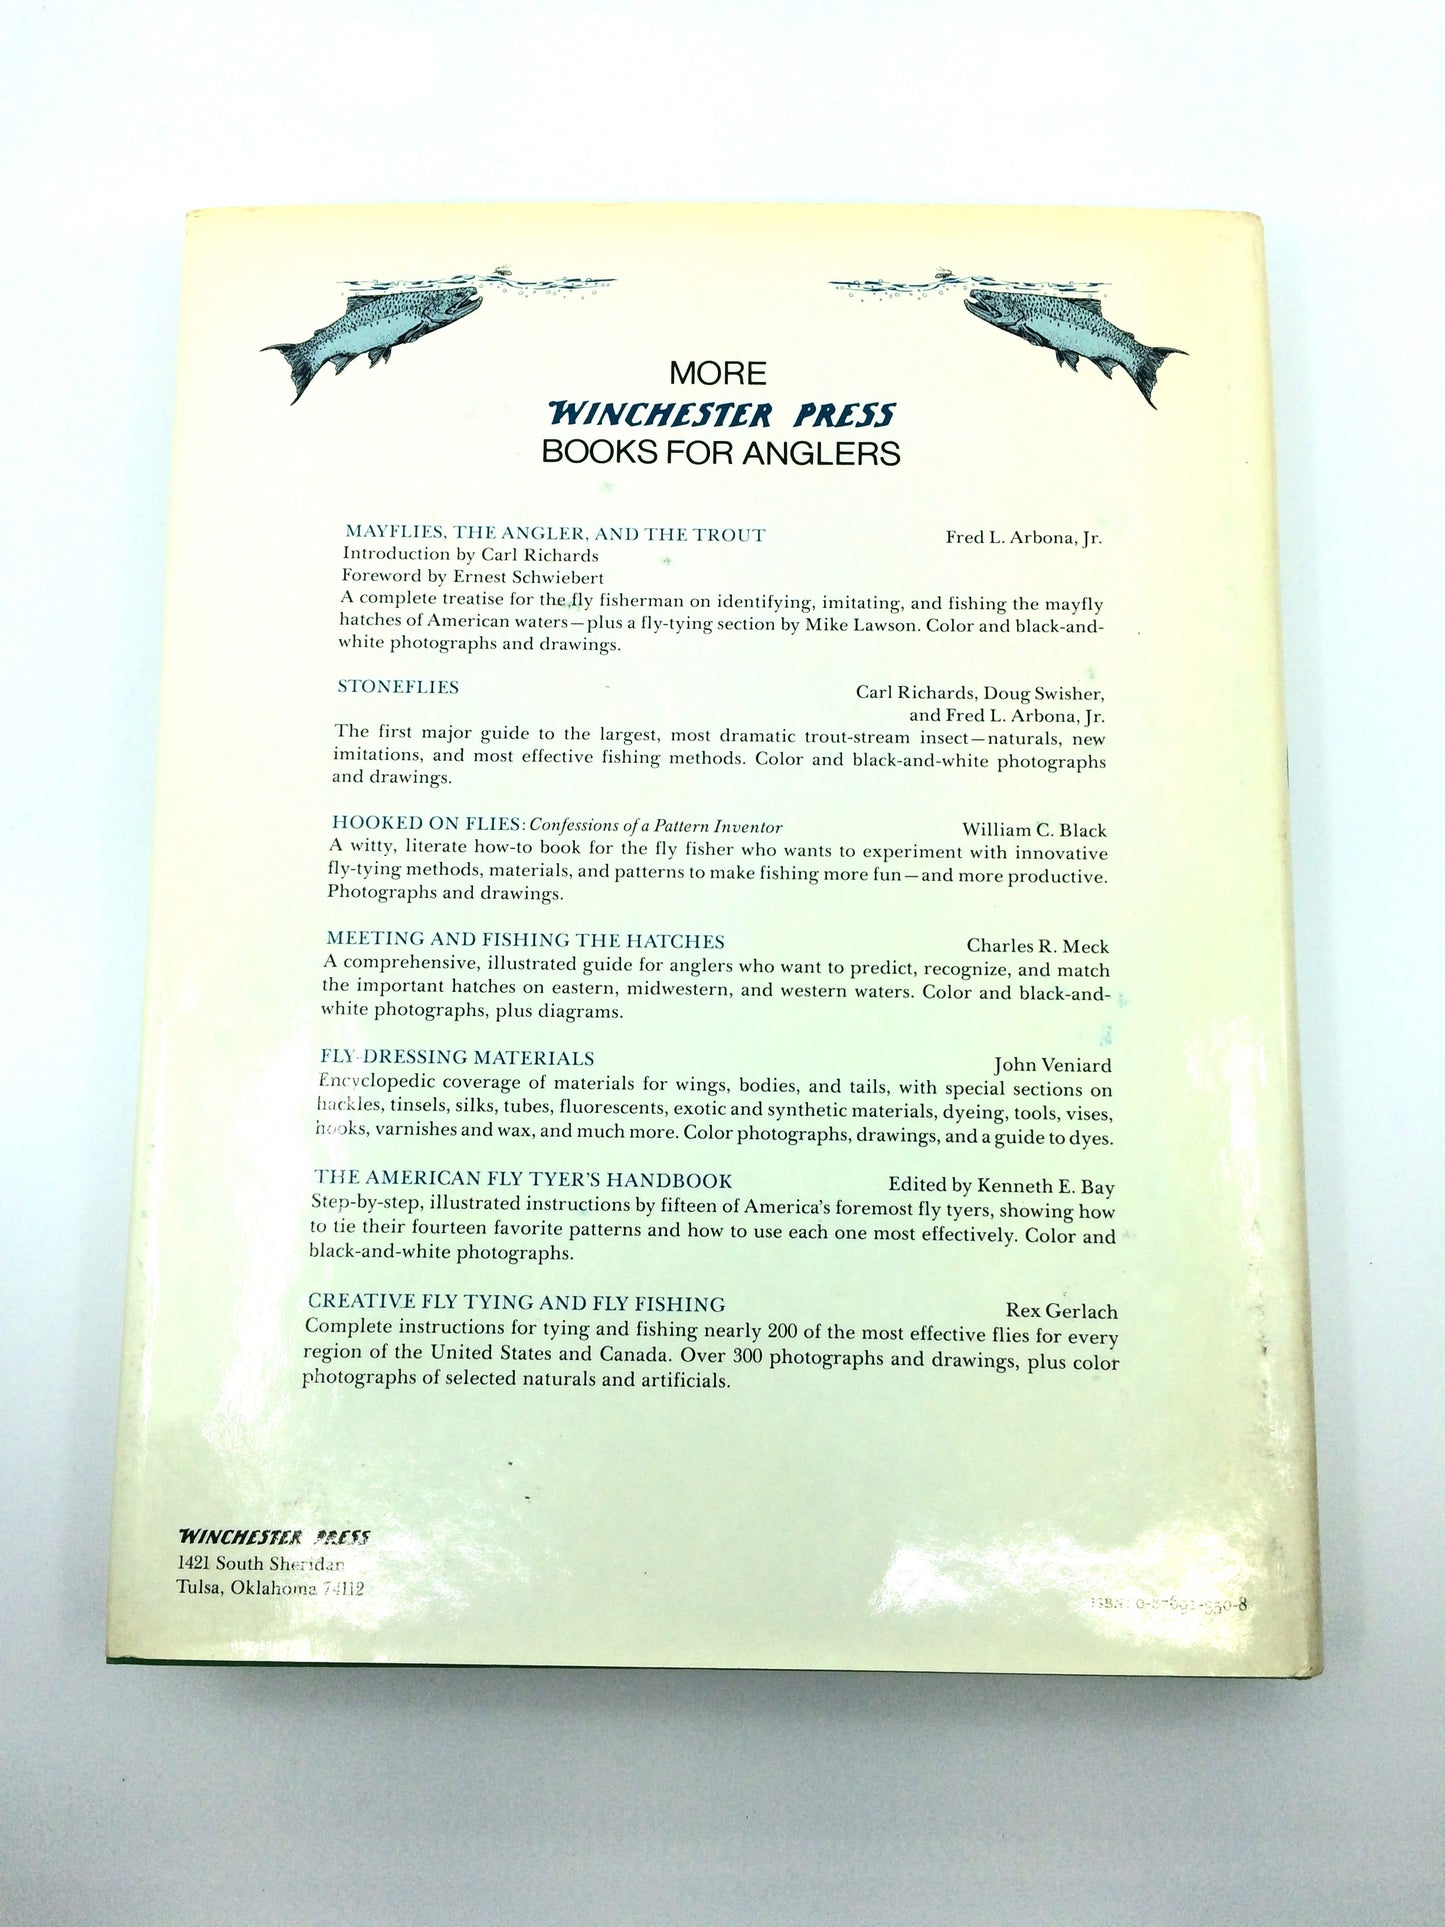 MORE
WINCHESTER PRESS
BOOKS FOR ANGLERS
MAYFLIES, THE ANGLER, AND THE TROUT Fred L. Arbona, Jr.
Introduction by Carl Richards
Foreword by Ernest Schwiebert
A complete treatise for the fly fisherman on identifying, imitating, and fishing the mayfly
hatches of American waters—plus a fly-tying section by Mike Lawson. Color and black-and-
white photographs and drawings.
STONEFLIES Carl Richards, Doug Swisher,
and Fred L. Arbona, Jr.
The first major guide to the largest, most dramatic trout-stream insect—naturals, new
imitations, and most effective fishing methods. Color and black-and-white photographs
and drawings.
HOOKED ON FLIES: Confessions of a Pattern Inventor William C. Black
A witty, literate how-to book for the fly fisher who wants to experiment with innovative
fly-tying methods, materials, and patterns to make fishing more fun—and more productive.
Photographs and drawings.
MEETING AND FISHING THE HATCHES Charles R. Meck
A comprehensive, illustrated guide for anglers who want to predict, recognize, and match
the important hatches on eastern, midwestern, and western waters. Color and black-and-
white photographs, plus diagrams.
FLY-DRESSING MATERIALS John Veniard
Encyclopedic coverage of materials for wings, bodies, and tails, with special sections on
hackles, tinsels, silks, tubes, fluorescents, exotic and synthetic materials, dyeing, tools, vises,
hooks, varnishes and wax, and much more. Color photographs, drawings, and a guide to dyes.
THE AMERICAN FLY TYER'S HANDBOOK Edited by Kenneth E. Bay
Step-by-step, illustrated instructions by fifteen of America's foremost fly tyers, showing how
to tie their fourteen favorite patterns and how to use each one most effectively. Color and
black-and-white photographs.
CREATIVE FLY TYING AND FLY FISHING Rex Gerlach
Complete instructions for tying and fishing nearly 200 of the most effective flies for every
region of the United States and Canada. Over 300 photographs and drawings, plus color
photographs of selected naturals and artificials.
WINCHESTER PRESS
1421 South Sheridan
Tulsa, Oklahoma 74112
ISBN: